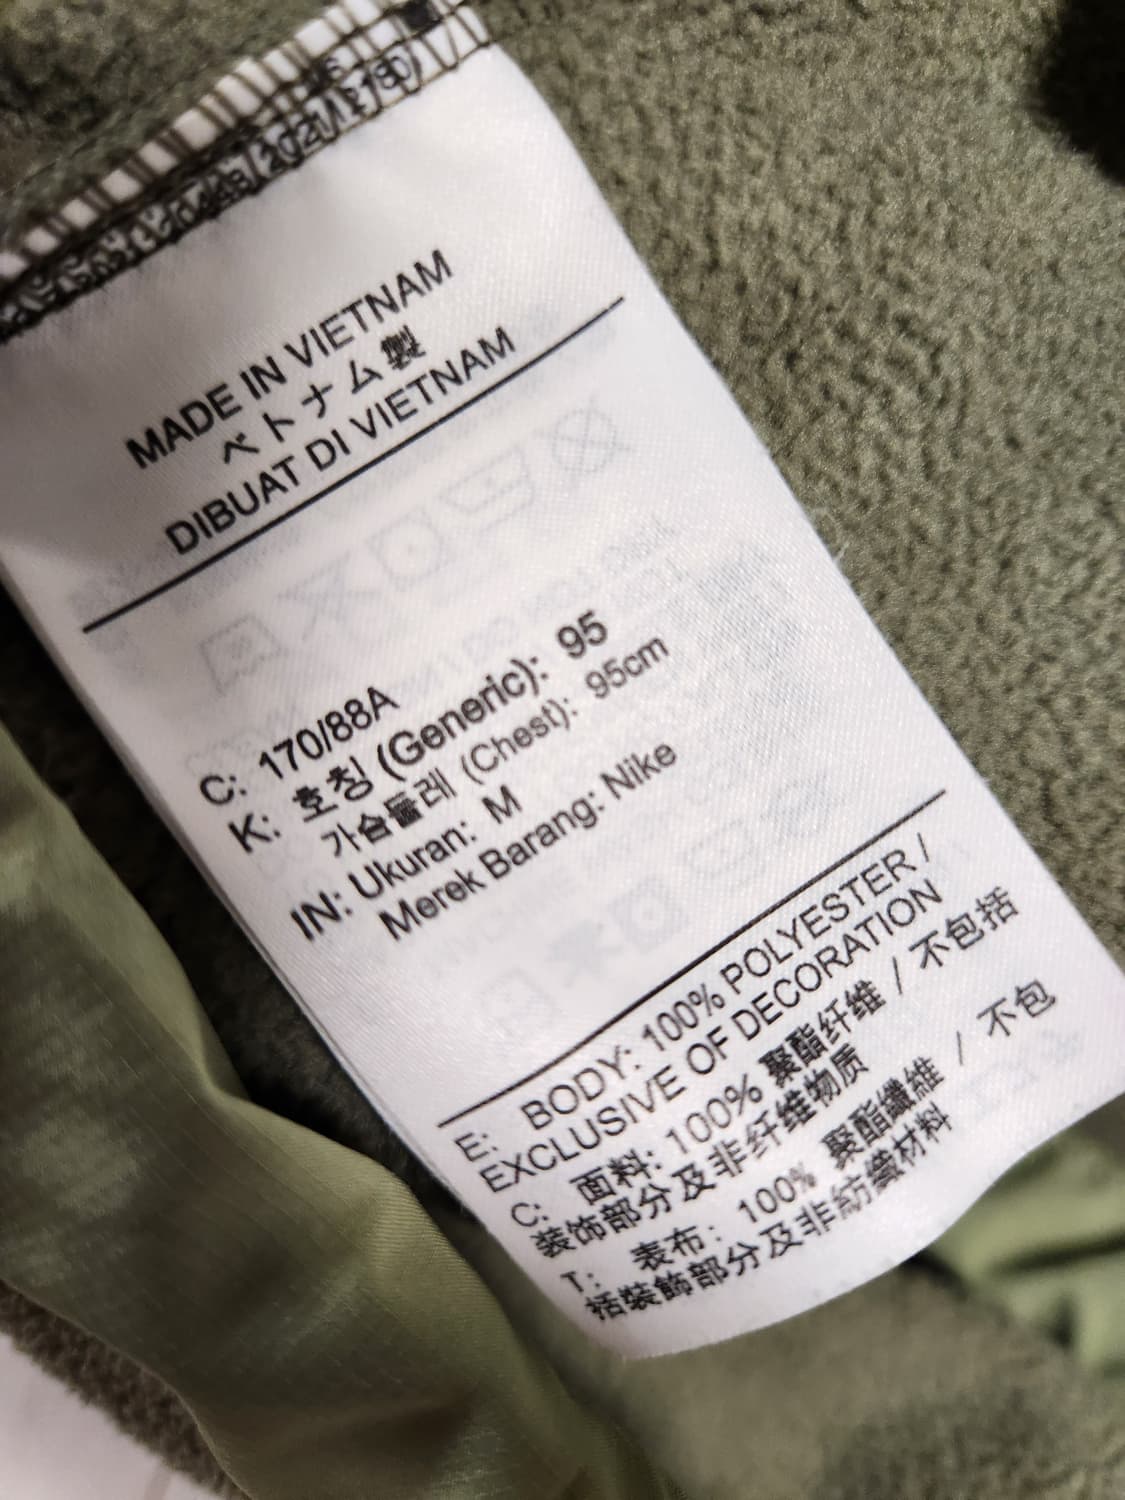 MADE IN VIETNAM
ベトナム製
DIBUAT DI VIETNAM
C: 170/88A
K: 호칭 (Generic): 95
가슴둘레 (Chest): 95cm
IN: Ukuran: M
Merek Barang: Nike
E: BODY: 100% POLYESTER /
EXCLUSIVE OF DECORATION
C: 面料: 100% 聚酯纤维 / 不包括
装饰部分及非纤维物质
T: 表布: 100% 聚酯纖維 / 不包
括裝飾部分及非紡織材料